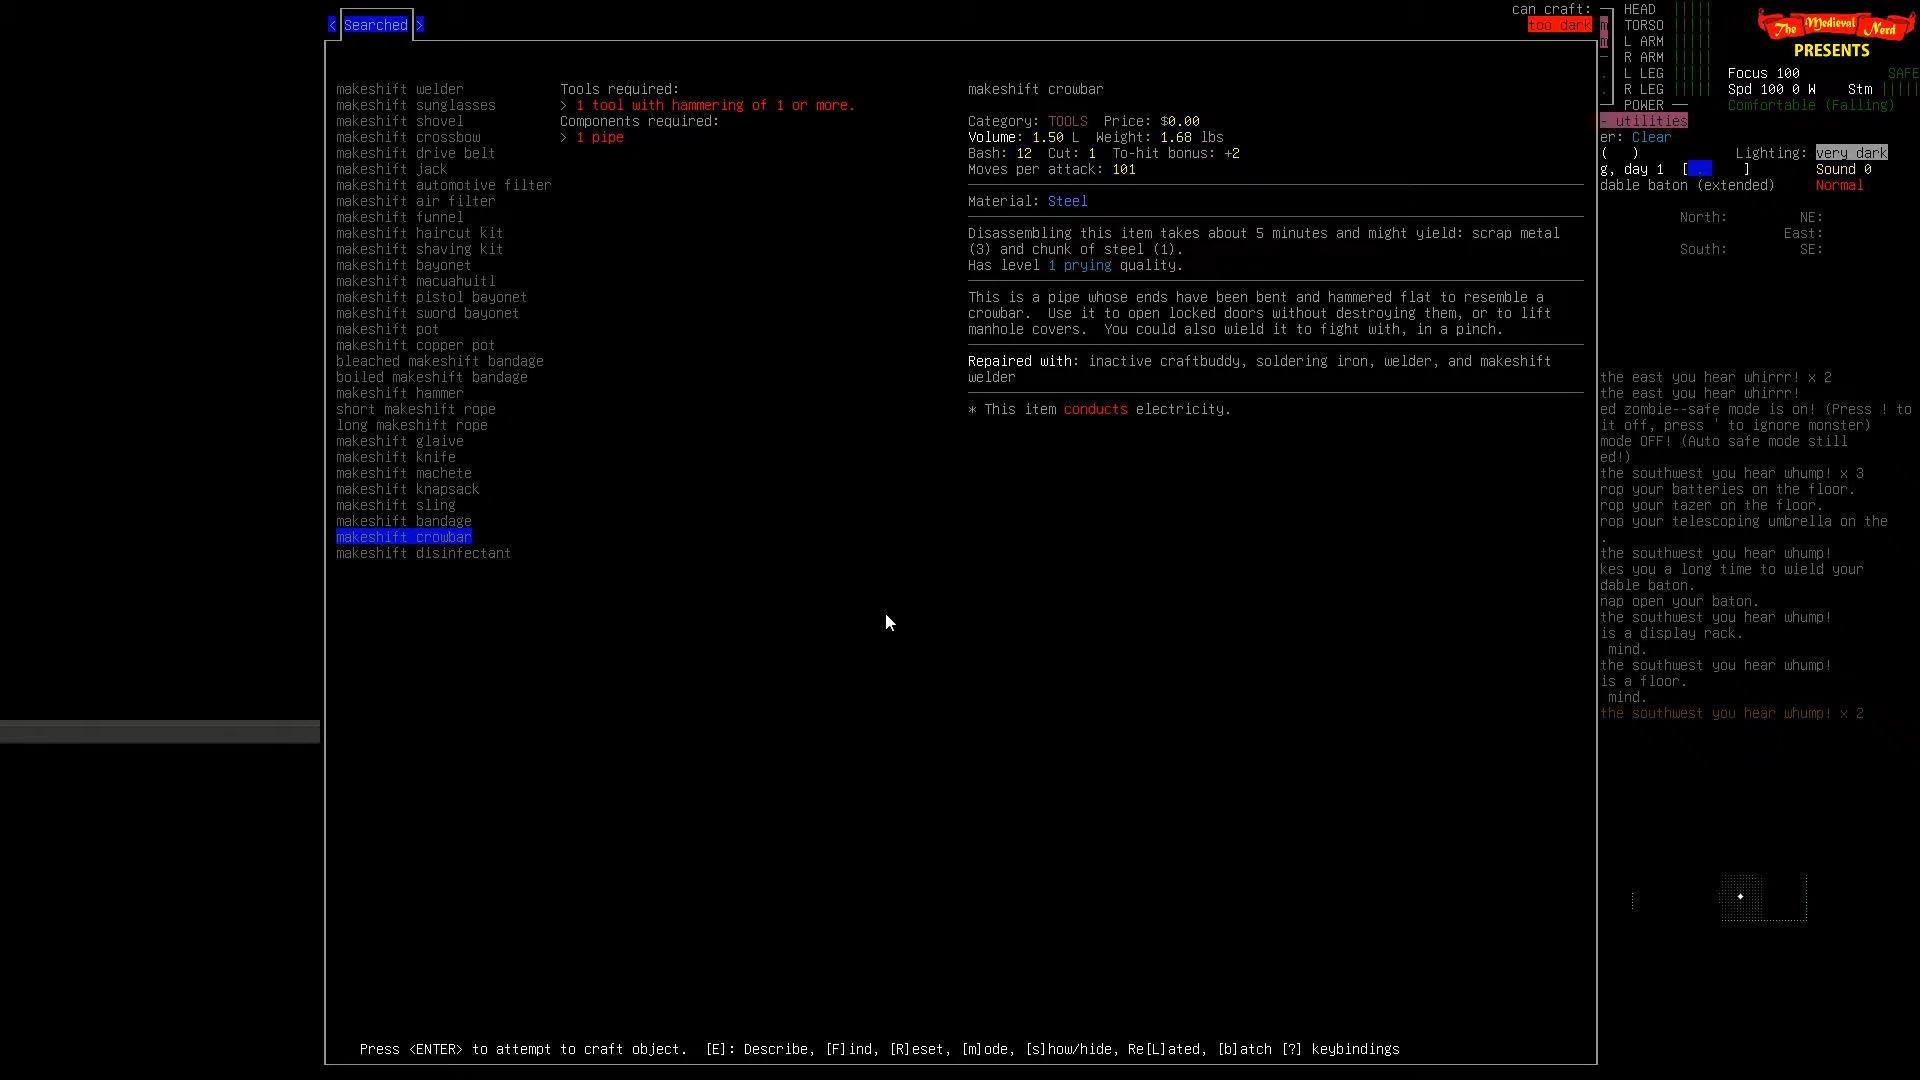 < Searched >
can craft:
too dark
makeshift welder
makeshift sunglasses
makeshift shovel
makeshift crossbow
makeshift drive belt
makeshift jack
makeshift automotive filter
makeshift air filter
makeshift funnel
makeshift haircut kit
makeshift shaving kit
makeshift bayonet
makeshift macuahuitl
makeshift pistol bayonet
makeshift sword bayonet
makeshift pot
makeshift copper pot
bleached makeshift bandage
boiled makeshift bandage
makeshift hammer
short makeshift rope
long makeshift rope
makeshift glaive
makeshift knife
makeshift machete
makeshift knapsack
makeshift sling
makeshift bandage
makeshift crowbar
makeshift disinfectant
Tools required:
> 1 tool with hammering of 1 or more.
Components required:
> 1 pipe
makeshift crowbar
Category: TOOLS Price: $0.00
Volume: 1.50 L Weight: 1.68 lbs
Bash: 12 Cut: 1 To-hit bonus: +2
Moves per attack: 101
Material: Steel
Disassembling this item takes about 5 minutes and might yield: scrap metal
(3) and chunk of steel (1).
Has level 1 prying quality.
This is a pipe whose ends have been bent and hammered flat to resemble a
crowbar. Use it to open locked doors without destroying them, or to lift
manhole covers. You could also wield it to fight with, in a pinch.
Repaired with: inactive craftbuddy, soldering iron, welder, and makeshift
welder
* This item conducts electricity.
Press <ENTER> to attempt to craft object. [E]: Describe, [F]ind, [R]eset, [m]ode, [s]how/hide, Re[L]ated, [b]atch [?] keybindings
HEAD
TORSO
L ARM
R ARM
L LEG
R LEG
POWER
The Medieval Nerd
PRESENTS
Focus 100 SAFE
Spd 100 0 W Stm
Comfortable (Falling)
- utilities
er: Clear
( ) Lighting: very dark
g, day 1 [. ] Sound 0
dable baton (extended) Normal
North: NE:
East:
South: SE:
the east you hear whirrr! x 2
the east you hear whirrr!
ed zombie--safe mode is on! (Press ! to
it off, press ' to ignore monster)
mode OFF! (Auto safe mode still
ed!)
the southwest you hear whump! x 3
rop your batteries on the floor.
rop your tazer on the floor.
rop your telescoping umbrella on the
.
the southwest you hear whump!
kes you a long time to wield your
dable baton.
nap open your baton.
the southwest you hear whump!
is a display rack.
mind.
the southwest you hear whump!
is a floor.
mind.
the southwest you hear whump! x 2